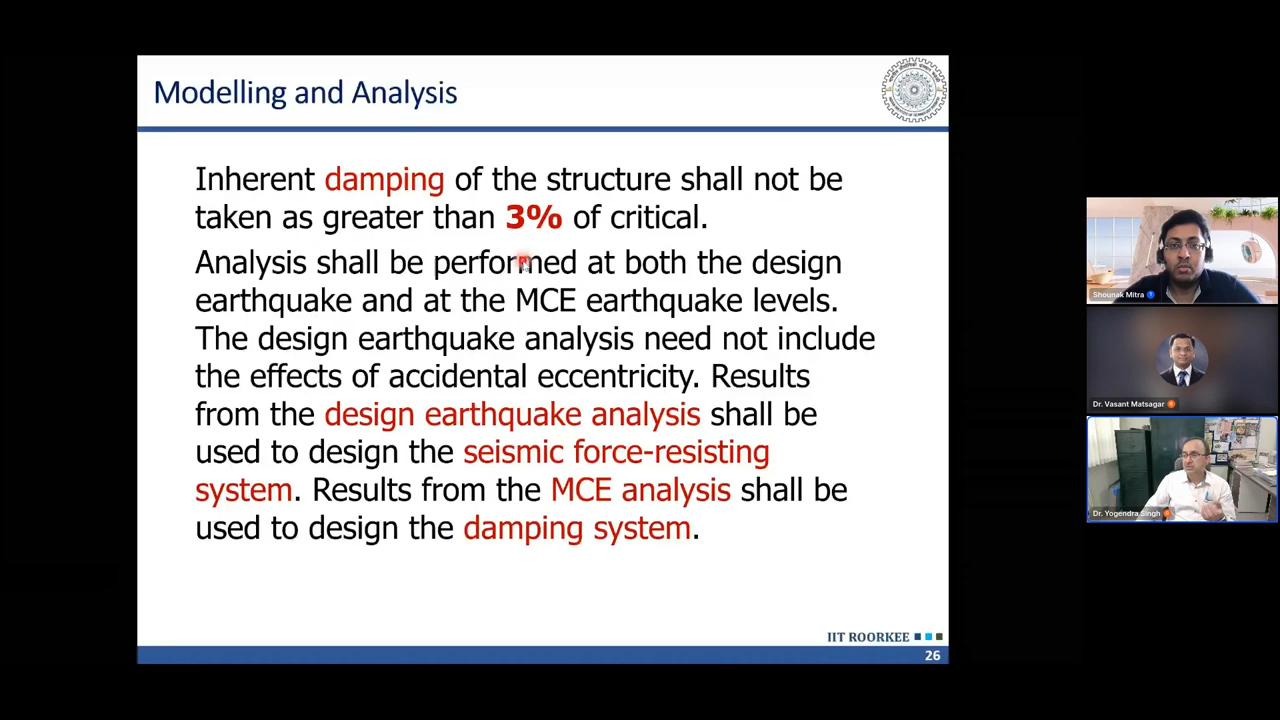 Modelling and Analysis
Inherent damping of the structure shall not be
taken as greater than 3% of critical.
Analysis shall be performed at both the design
earthquake and at the MCE earthquake levels.
The design earthquake analysis need not include
the effects of accidental eccentricity. Results
from the design earthquake analysis shall be
used to design the seismic force-resisting
system. Results from the MCE analysis shall be
used to design the damping system.
IIT ROORKEE
26
Shounak Mitra
Dr. Vasant Matsagar
Dr. Yogendra Singh